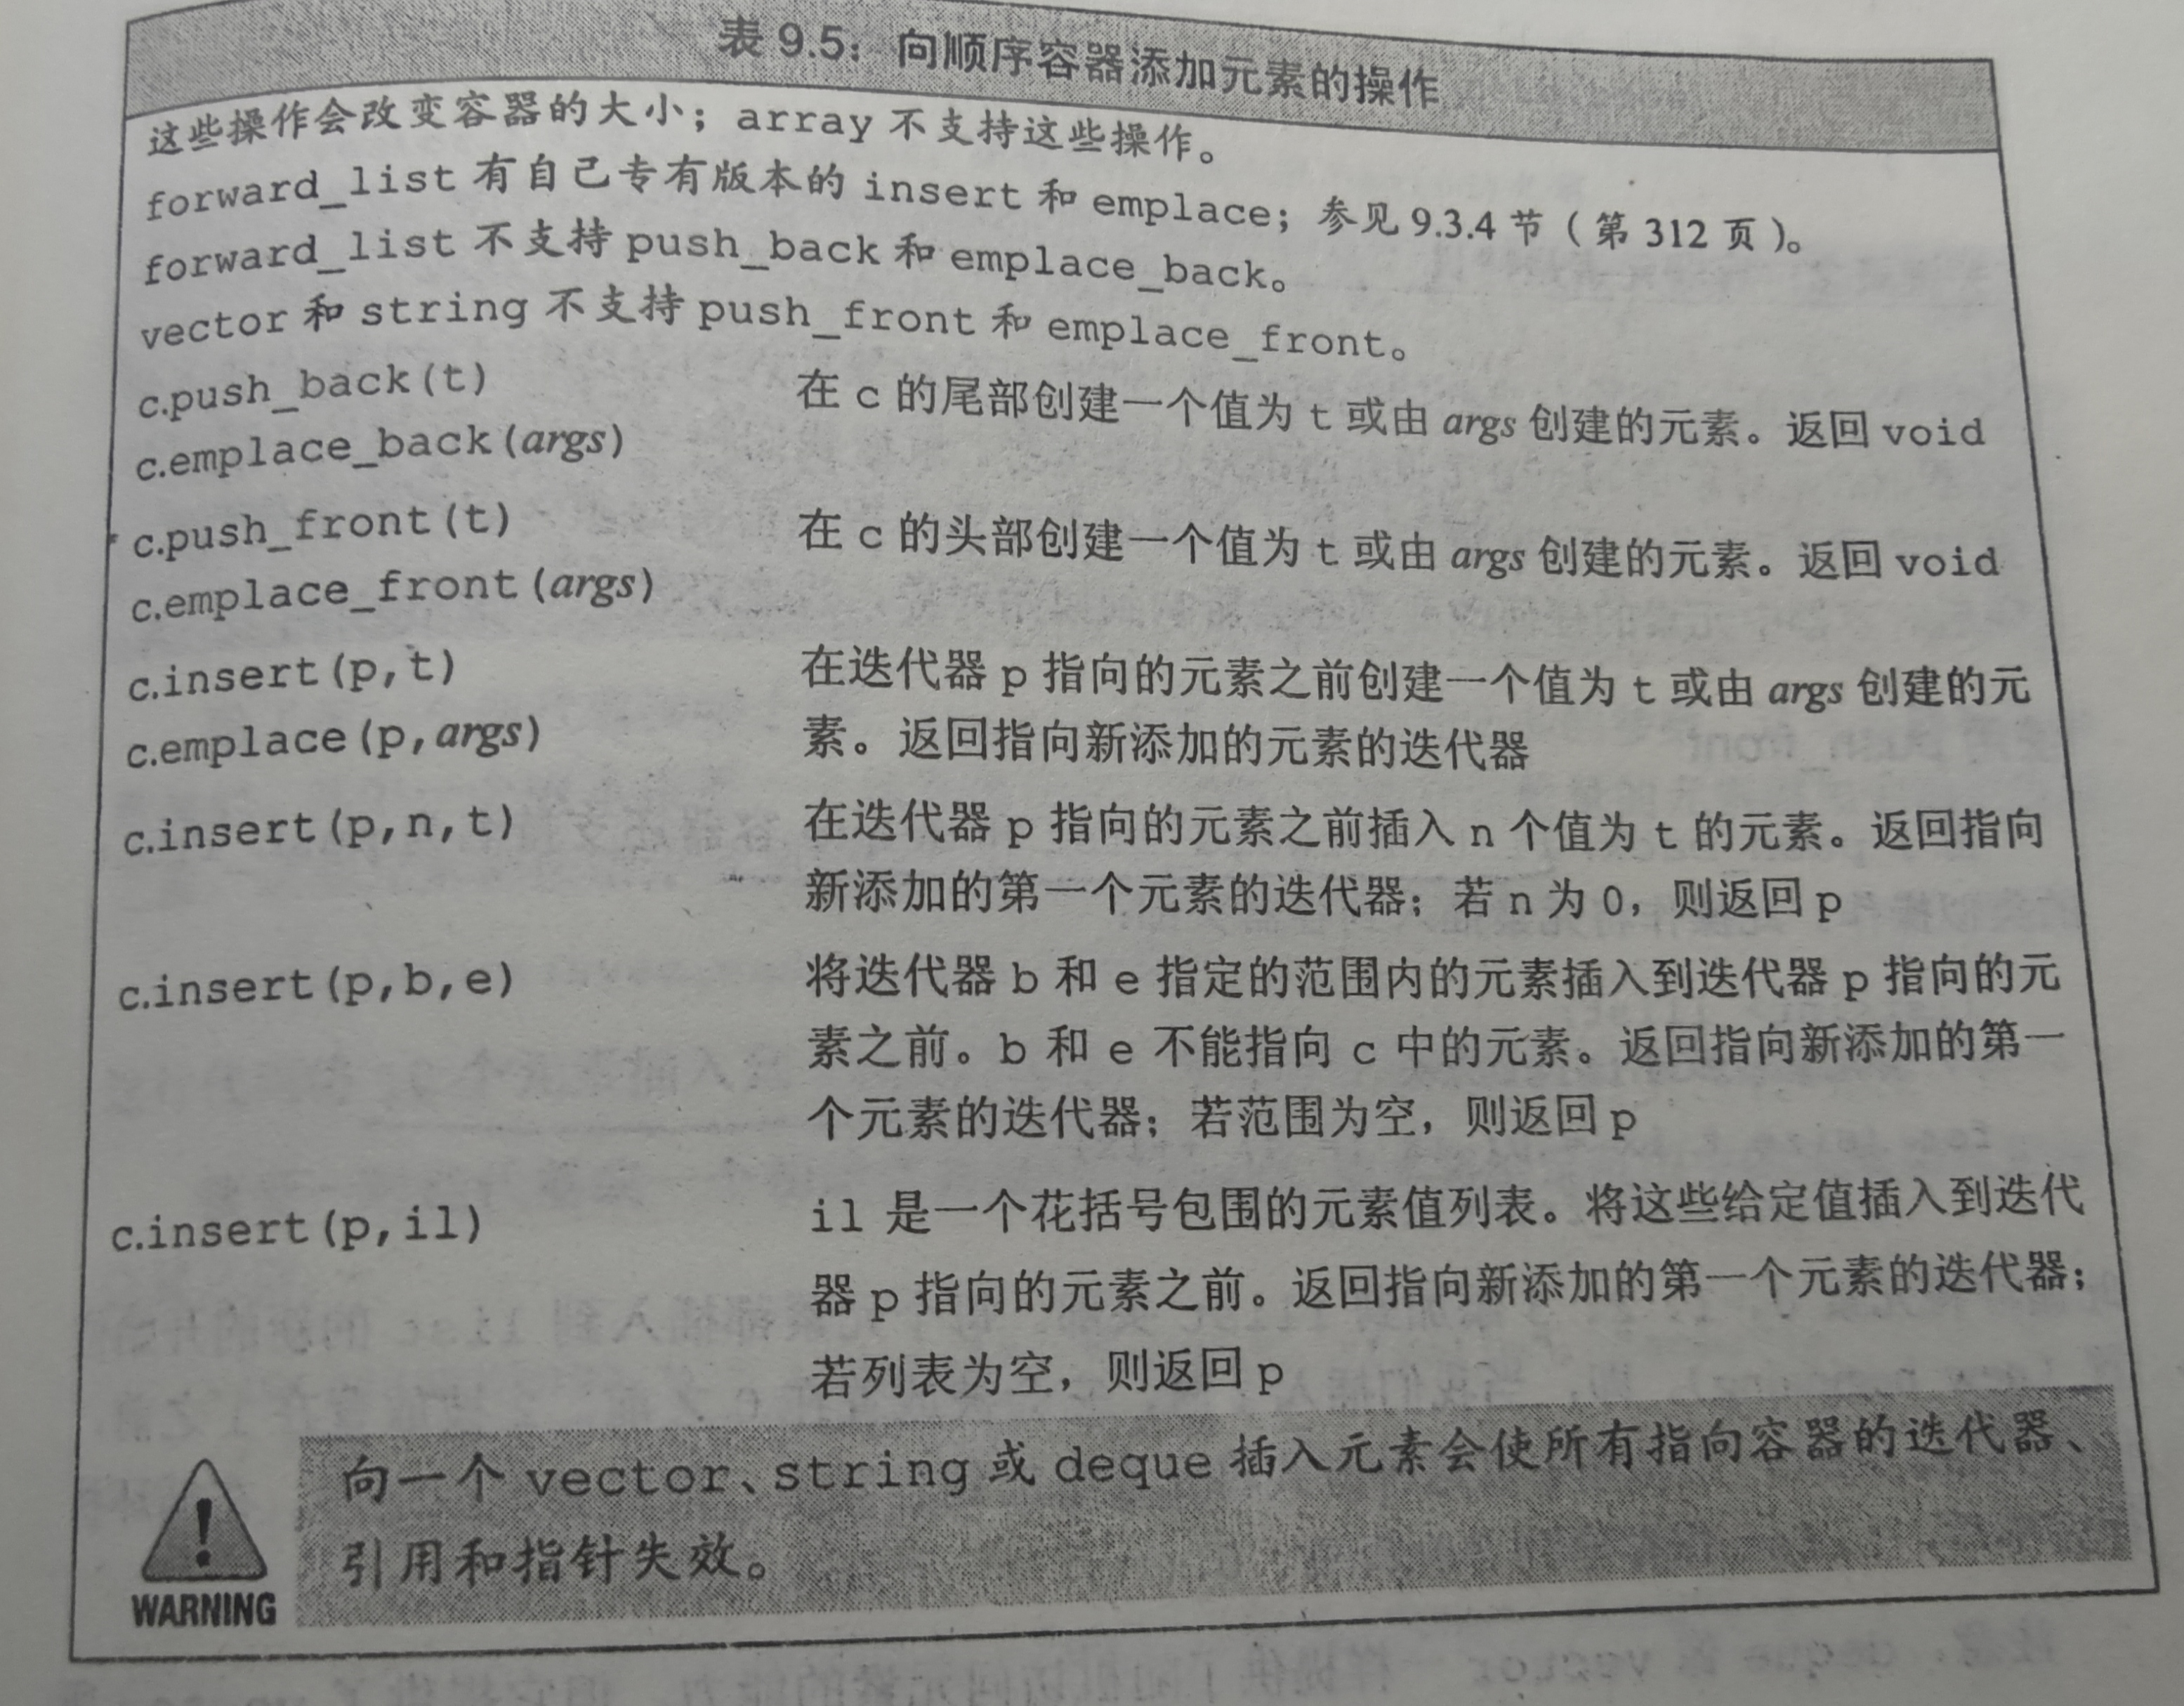 表 9.5：向顺序容器添加元素的操作
这些操作会改变容器的大小；array 不支持这些操作。
forward_list 有自己专有版本的 insert 和 emplace；参见 9.3.4 节（第 312 页）。
forward_list 不支持 push_back 和 emplace_back。
vector 和 string 不支持 push_front 和 emplace_front。
c.push_back(t) 在 c 的尾部创建一个值为 t 或由 args 创建的元素。返回 void
c.emplace_back(args)
c.push_front(t) 在 c 的头部创建一个值为 t 或由 args 创建的元素。返回 void
c.emplace_front(args)
c.insert(p,t) 在迭代器 p 指向的元素之前创建一个值为 t 或由 args 创建的元
c.emplace(p,args) 素。返回指向新添加的元素的迭代器
c.insert(p,n,t) 在迭代器 p 指向的元素之前插入 n 个值为 t 的元素。返回指向
新添加的第一个元素的迭代器；若 n 为 0，则返回 p
c.insert(p,b,e) 将迭代器 b 和 e 指定的范围内的元素插入到迭代器 p 指向的元
素之前。b 和 e 不能指向 c 中的元素。返回指向新添加的第一
个元素的迭代器；若范围为空，则返回 p
c.insert(p,il) il 是一个花括号包围的元素值列表。将这些给定值插入到迭代
器 p 指向的元素之前。返回指向新添加的第一个元素的迭代器；
若列表为空，则返回 p
向一个 vector、string 或 deque 插入元素会使所有指向容器的迭代器、
引用和指针失效。
WARNING